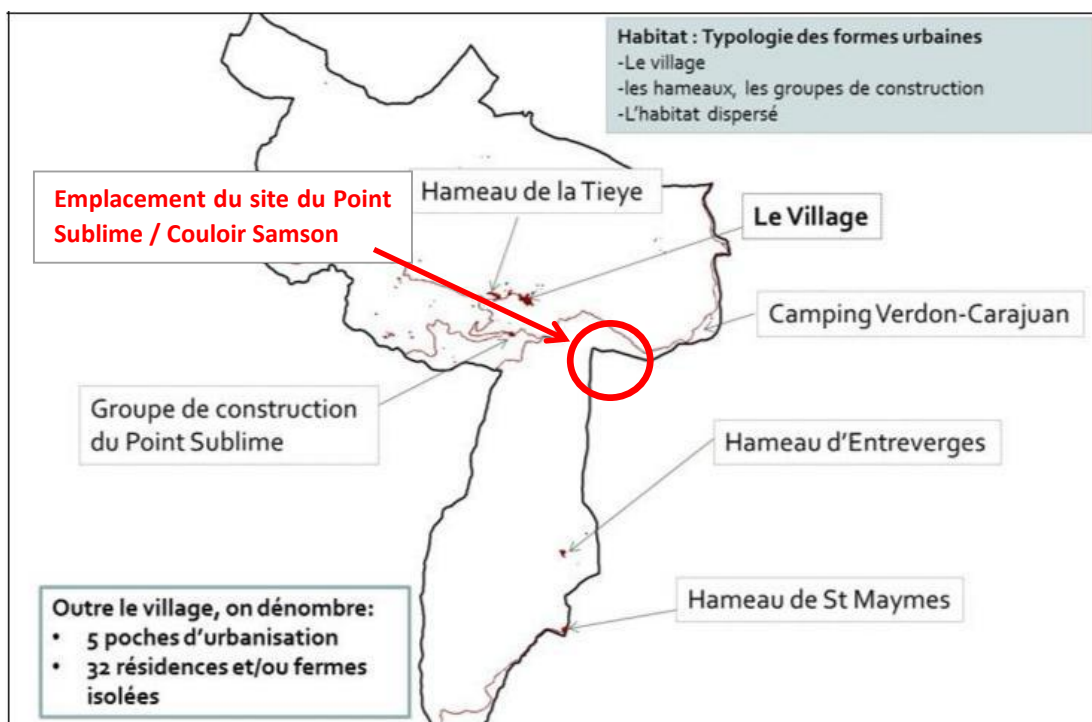 Habitat : Typologie des formes urbaines
-Le village
-les hameaux, les groupes de construction
-L'habitat dispersé
Emplacement du site du Point
Sublime / Couloir Samson
Hameau de la Tieye
Le Village
Camping Verdon-Carajuan
Groupe de construction
du Point Sublime
Hameau d'Entreverges
Hameau de St Maymes
Outre le village, on dénombre:
• 5 poches d'urbanisation
• 32 résidences et/ou fermes
isolées